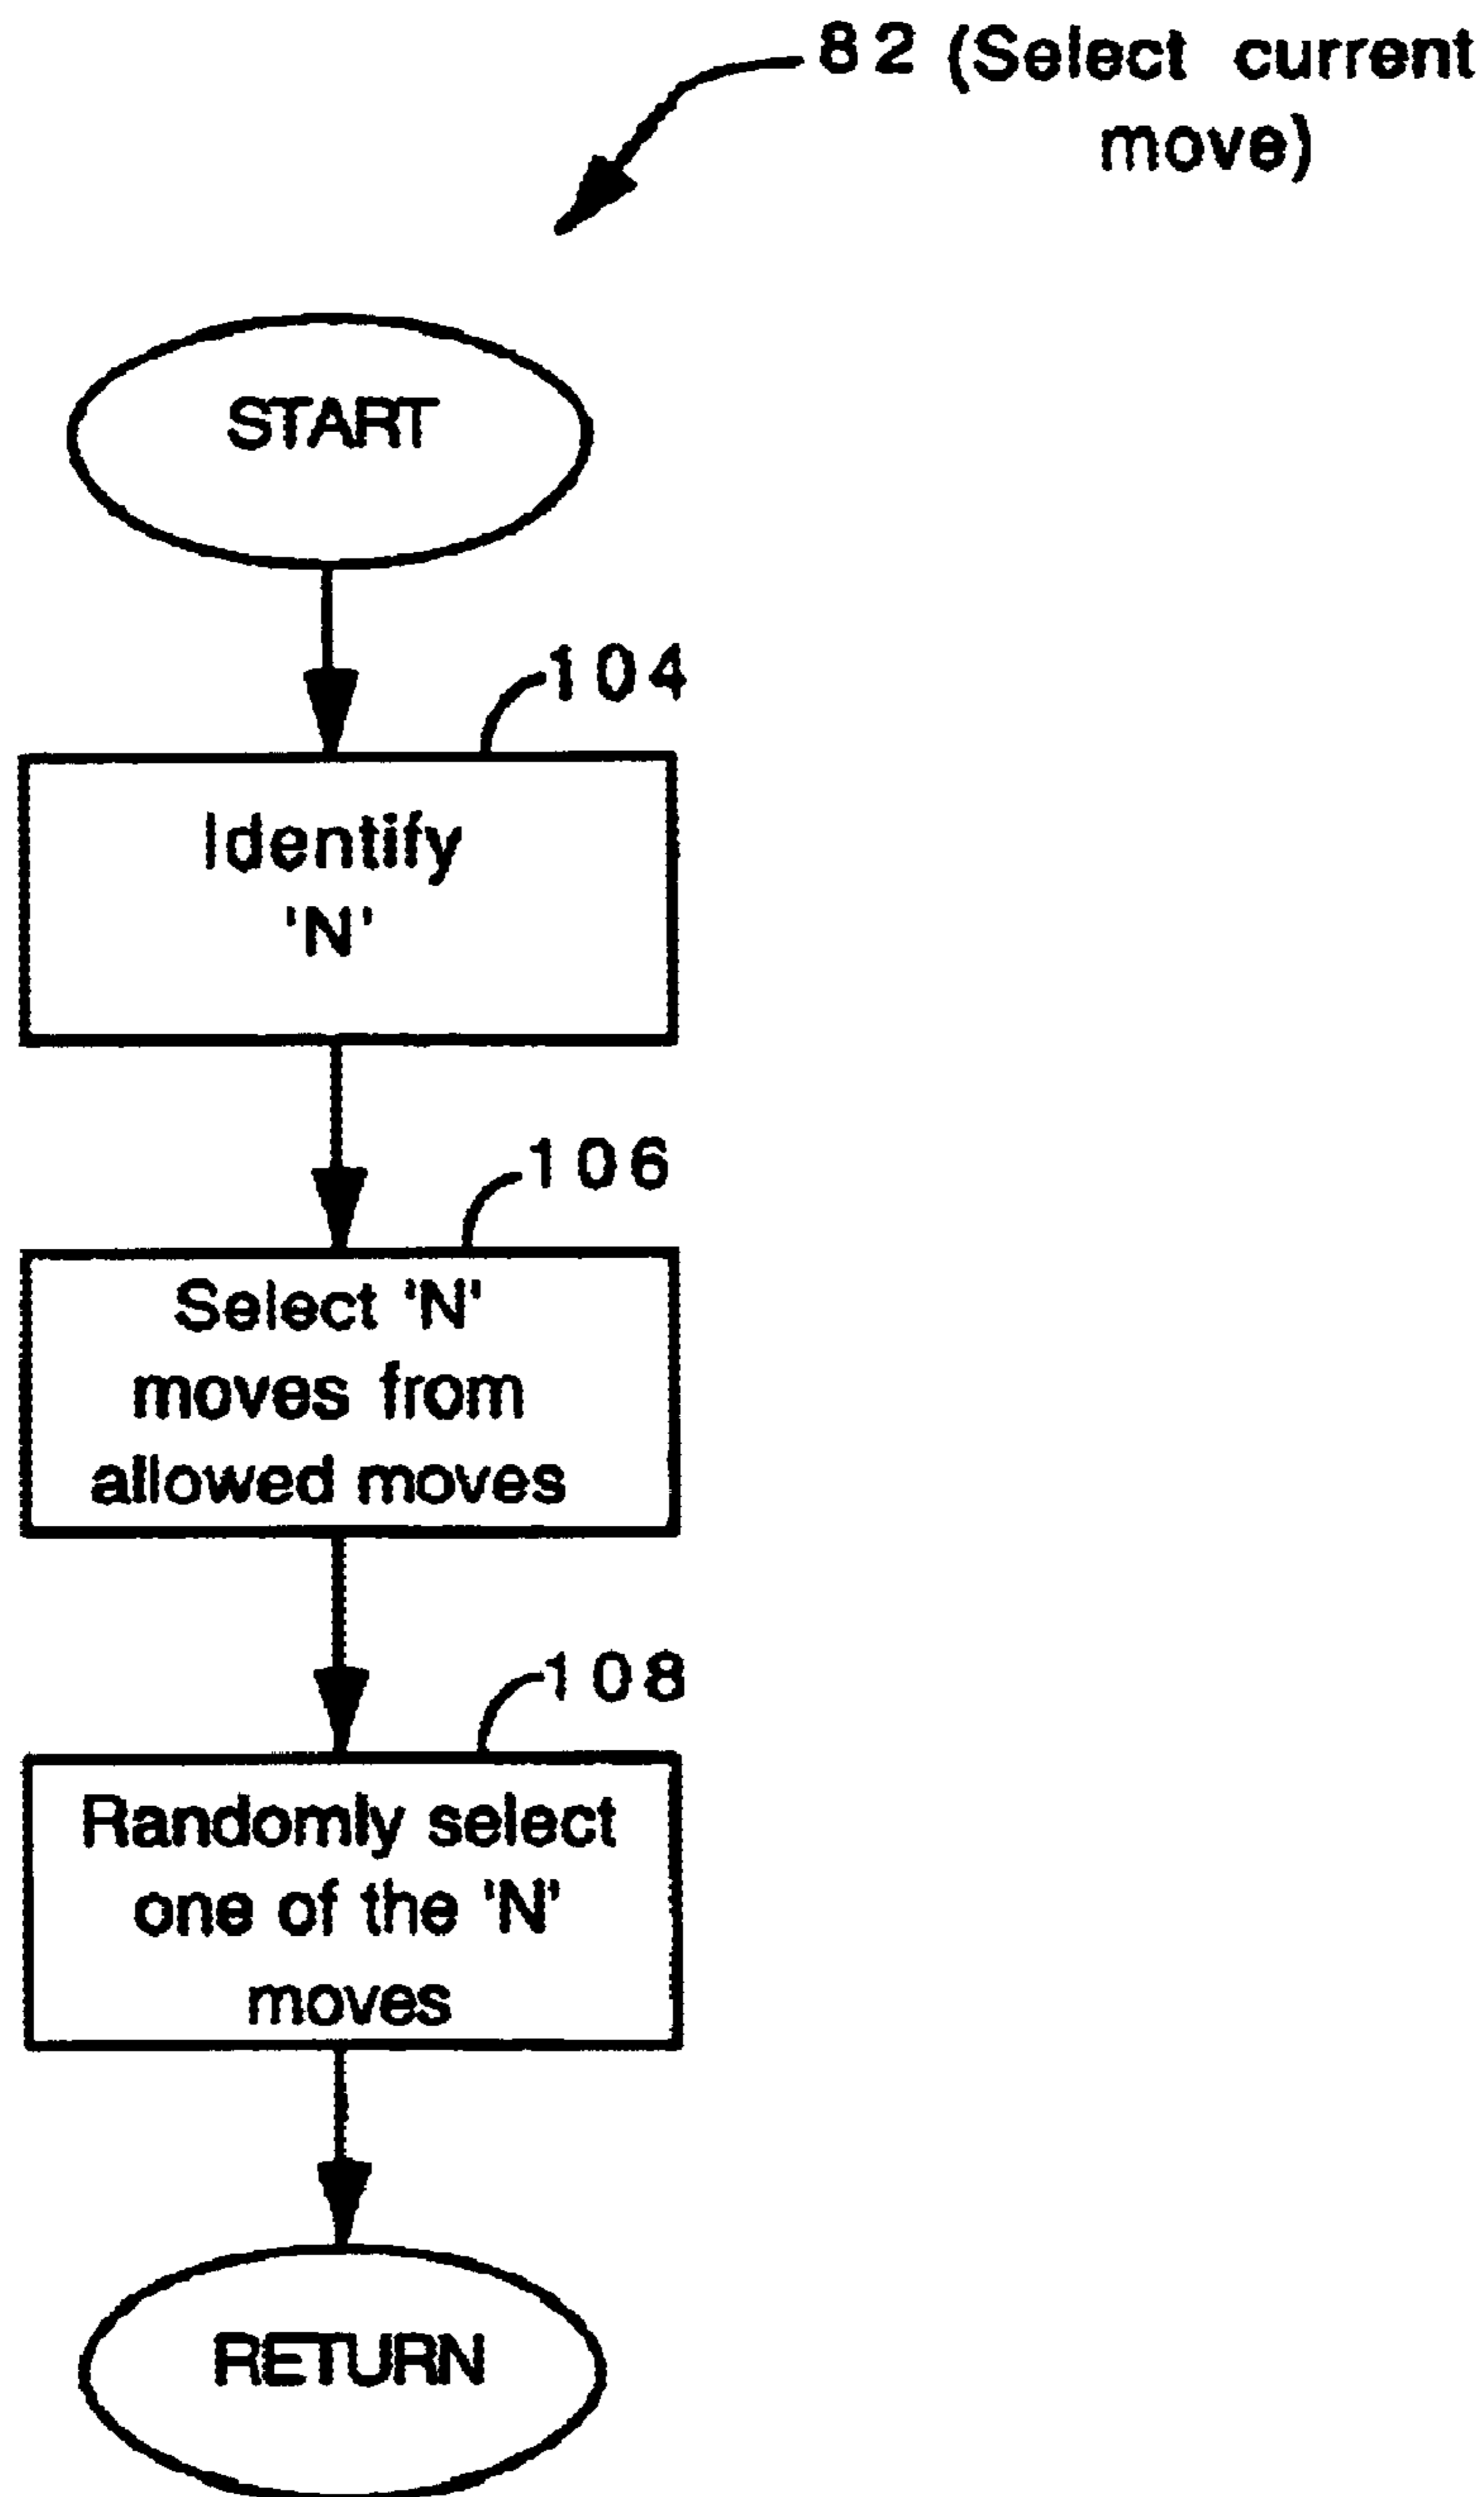 82 (Select current
move)
START
104
Identify
'N'
106
Select 'N'
moves from
allowed moves
108
Randomly select
one of the 'N'
moves
RETURN